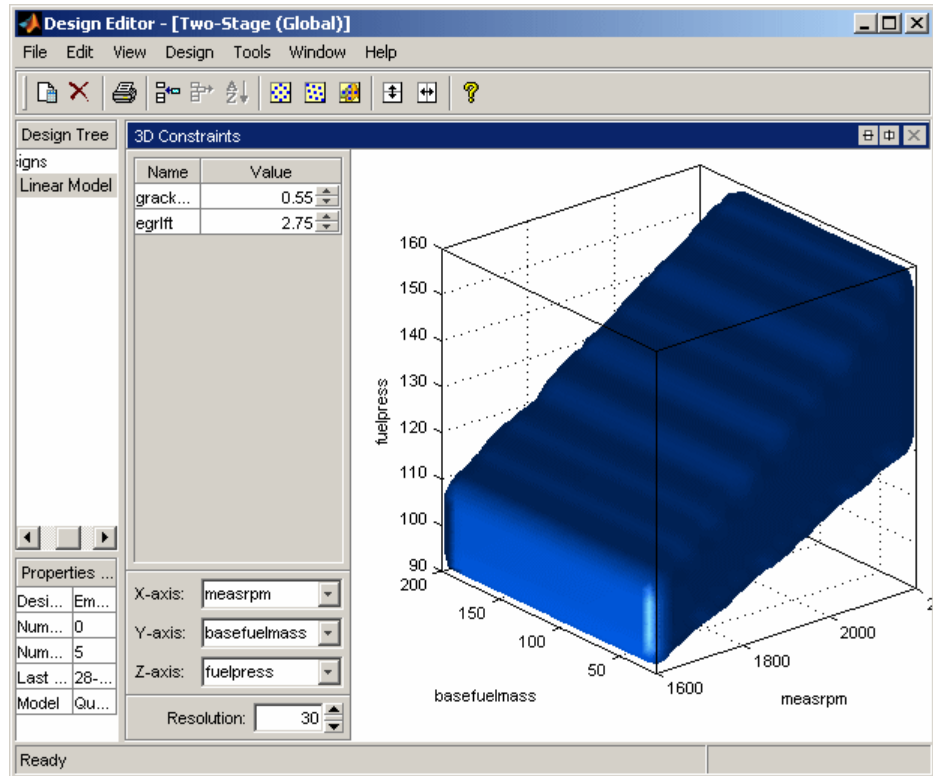 Design Editor - [Two-Stage (Global)]
File Edit View Design Tools Window Help
Design Tree
3D Constraints
igns
Linear Model
Name Value
grack... 0.55
egrlft 2.75
160
150
140
130
120
110
100
90
fuelpress
200
150
100
50
basefuelmass
1600
1800
2000
2
measrpm
Properties ...
Desi... Em...
Num... 0
Num... 5
Last ... 28-...
Model Qu...
X-axis: measrpm
Y-axis: basefuelmass
Z-axis: fuelpress
Resolution: 30
Ready